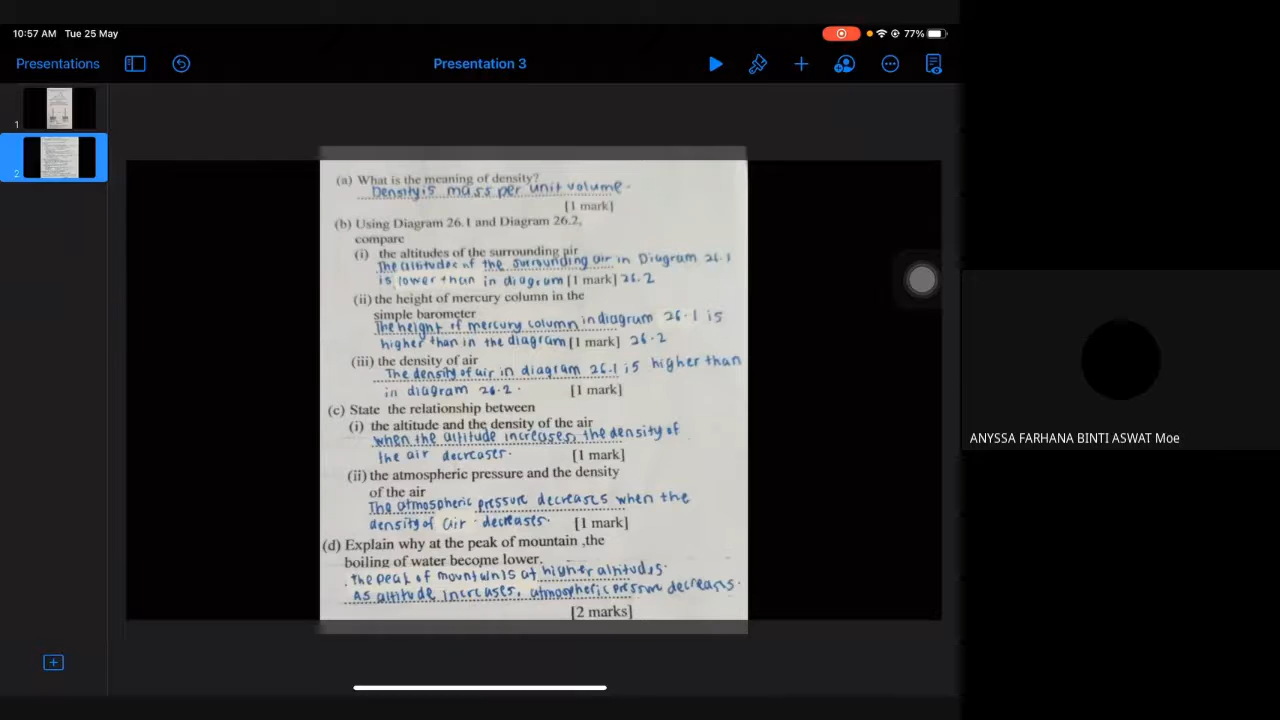 10:57 AM Tue 25 May
77%
Presentations
Presentation 3
1
2
(a) What is the meaning of density?
Density is mass per unit volume.
[1 mark]
(b) Using Diagram 26.1 and Diagram 26.2,
compare
(i) the altitudes of the surrounding air
The altitudes of the surrounding air in Diagram 26.1
is lower than in diagram [1 mark] 26.2
(ii) the height of mercury column in the
simple barometer
The height of mercury column in diagram 26.1 is
higher than in the diagram [1 mark] 26.2
(iii) the density of air
The density of air in diagram 26.1 is higher than
in diagram 26.2. [1 mark]
(c) State the relationship between
(i) the altitude and the density of the air
when the altitude increases, the density of
the air decreases. [1 mark]
(ii) the atmospheric pressure and the density
of the air
The atmospheric pressure decreases when the
density of air decreases. [1 mark]
(d) Explain why at the peak of mountain ,the
boiling of water become lower.
The peak of mountain is at higher altitudes.
As altitude increases, atmospheric pressure decreases.
[2 marks]
ANYSSA FARHANA BINTI ASWAT Moe